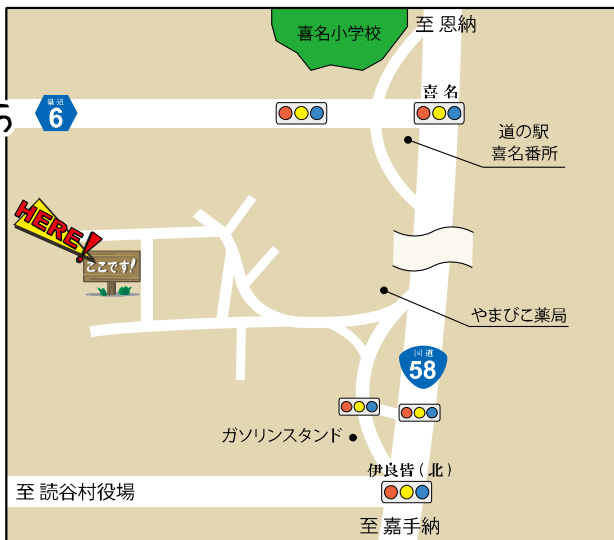 喜名小学校
至 恩納
県道
6
喜名
道の駅
喜名番所
HERE!
ここです!
やまびこ薬局
国道
58
ガソリンスタンド
伊良皆(北)
至 読谷村役場
至 嘉手納